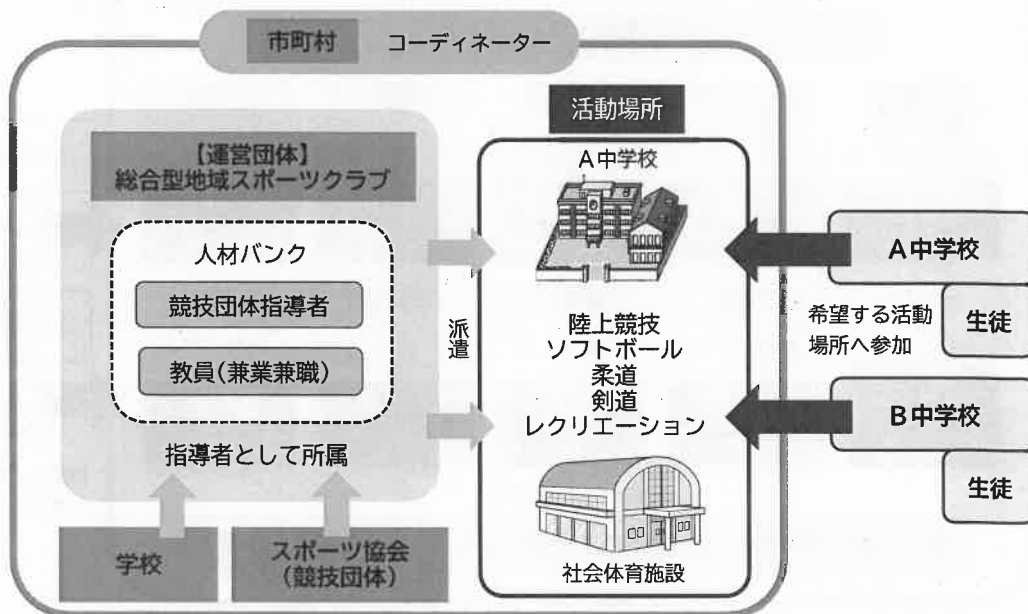 市町村 コーディネーター
【運営団体】
総合型地域スポーツクラブ
人材バンク
競技団体指導者
教員(兼業兼職)
指導者として所属
学校
スポーツ協会
(競技団体)
派遣
活動場所
A中学校
陸上競技
ソフトボール
柔道
剣道
レクリエーション
社会体育施設
A中学校
生徒
希望する活動
場所へ参加
B中学校
生徒